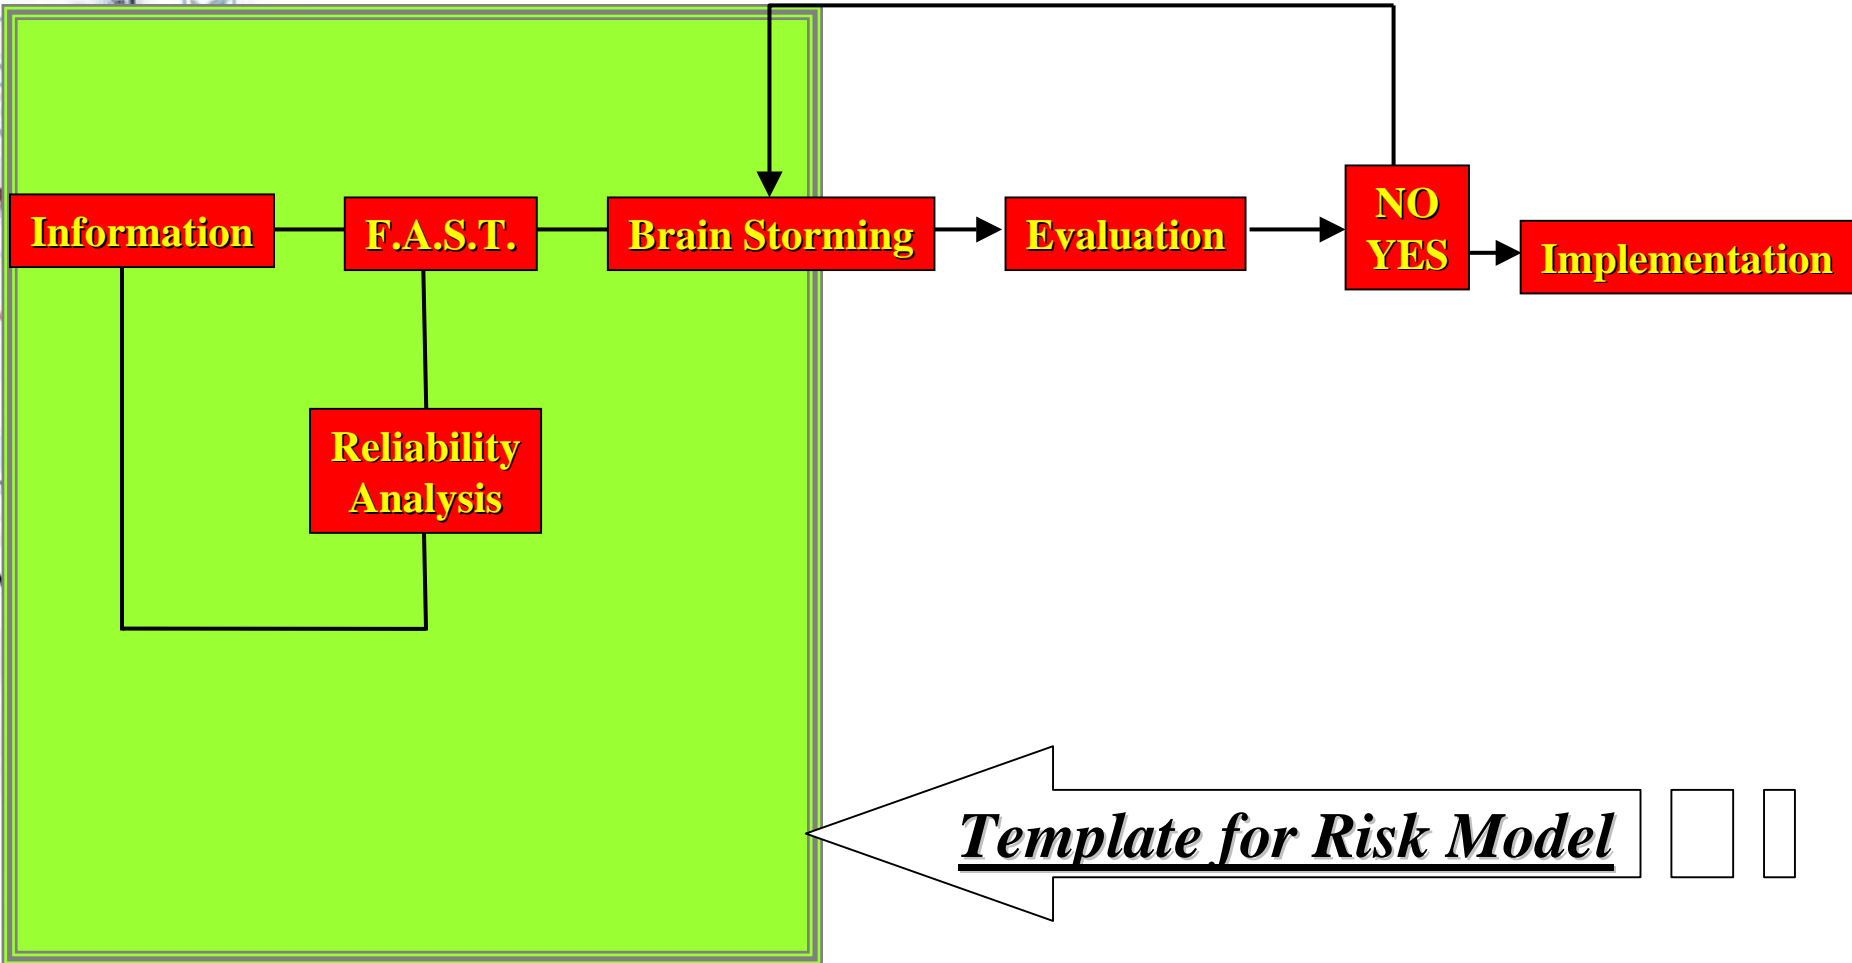 Information
F.A.S.T.
Brain Storming
Evaluation
NO
YES
Implementation
Reliability
Analysis
Template for Risk Model